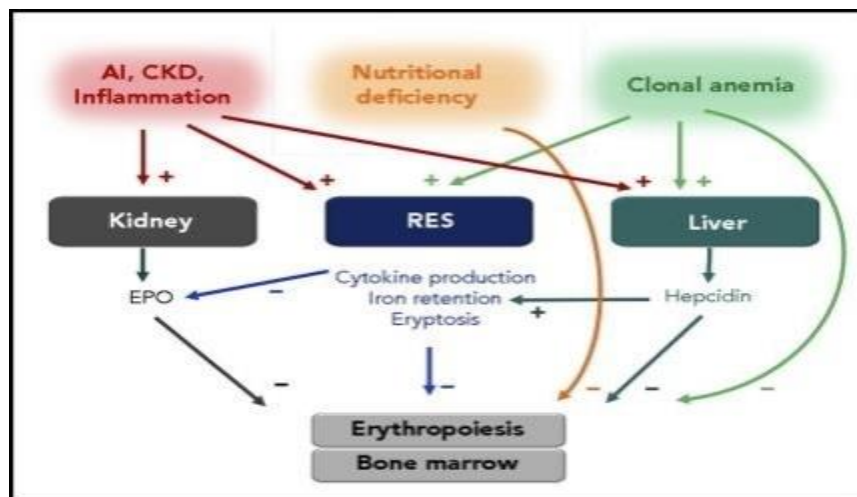 AI, CKD,
Inflammation
Nutritional
deficiency
Clonal anemia
+
+
+
+
+
Kidney
RES
Liver
EPO
–
Cytokine production
Iron retention
Eryptosis
+
Hepcidin
–
–
–
–
–
Erythropoiesis
Bone marrow